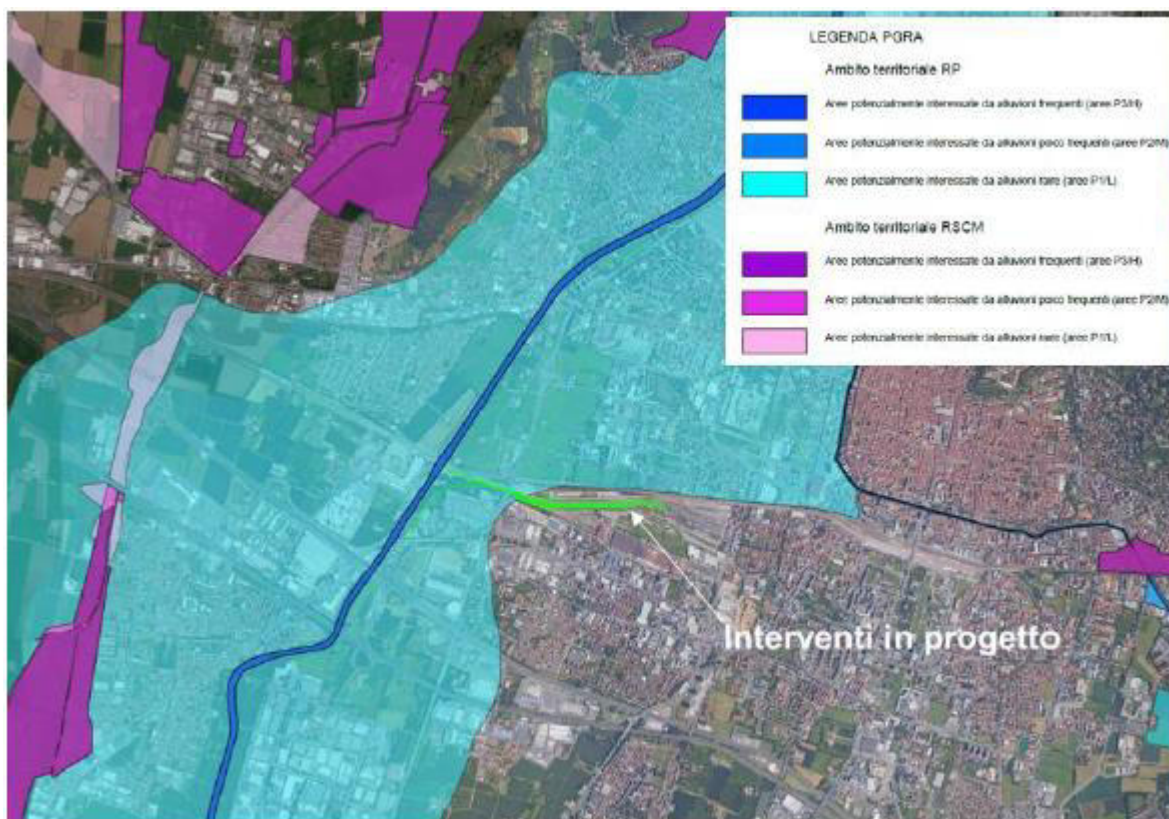 LEGENDA PGRA
Ambito territoriale RP
Aree potenzialmente interessate da alluvioni frequenti (aree P3/H)
Aree potenzialmente interessate da alluvioni poco frequenti (aree P2/M)
Aree potenzialmente interessate da alluvioni rare (aree P1/L)
Ambito territoriale RSCM
Aree potenzialmente interessate da alluvioni frequenti (aree P3/H)
Aree potenzialmente interessate da alluvioni poco frequenti (aree P2/M)
Aree potenzialmente interessate da alluvioni rare (aree P1/L)
Interventi in progetto